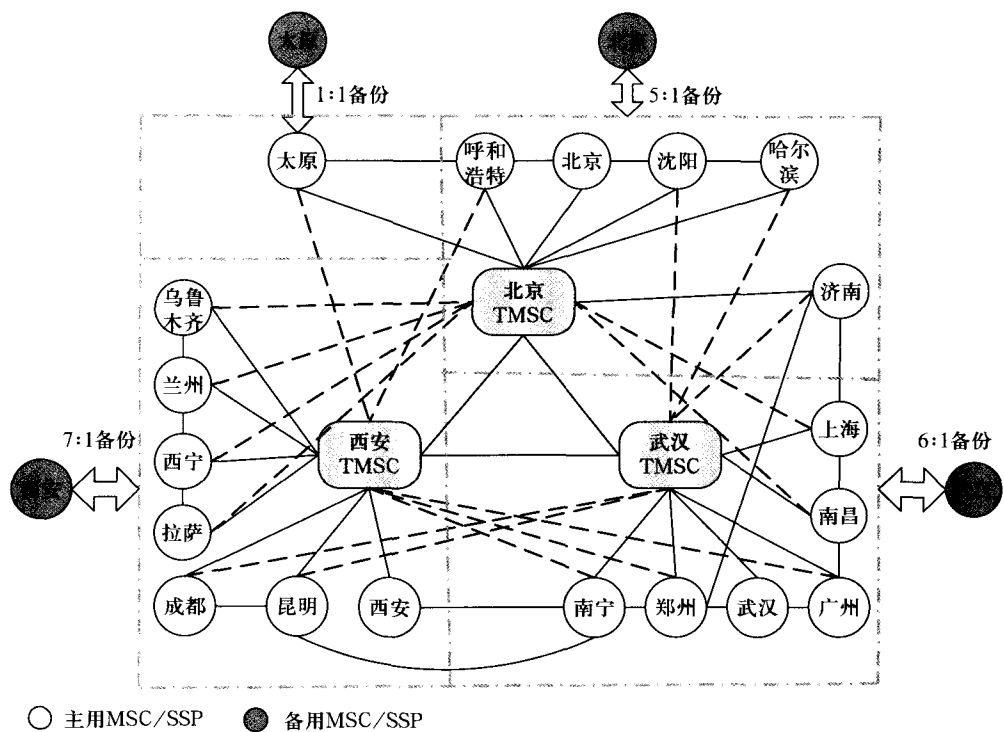 太原
1:1备份
5:1备份
太原
呼和
浩特
北京
沈阳
哈尔
滨
乌鲁
木齐
北京
TMSC
济南
兰州
西安
TMSC
武汉
TMSC
上海
7:1备份
西宁
6:1备份
西安
南昌
拉萨
成都
昆明
西安
南宁
郑州
武汉
广州
主用MSC/SSP
备用MSC/SSP